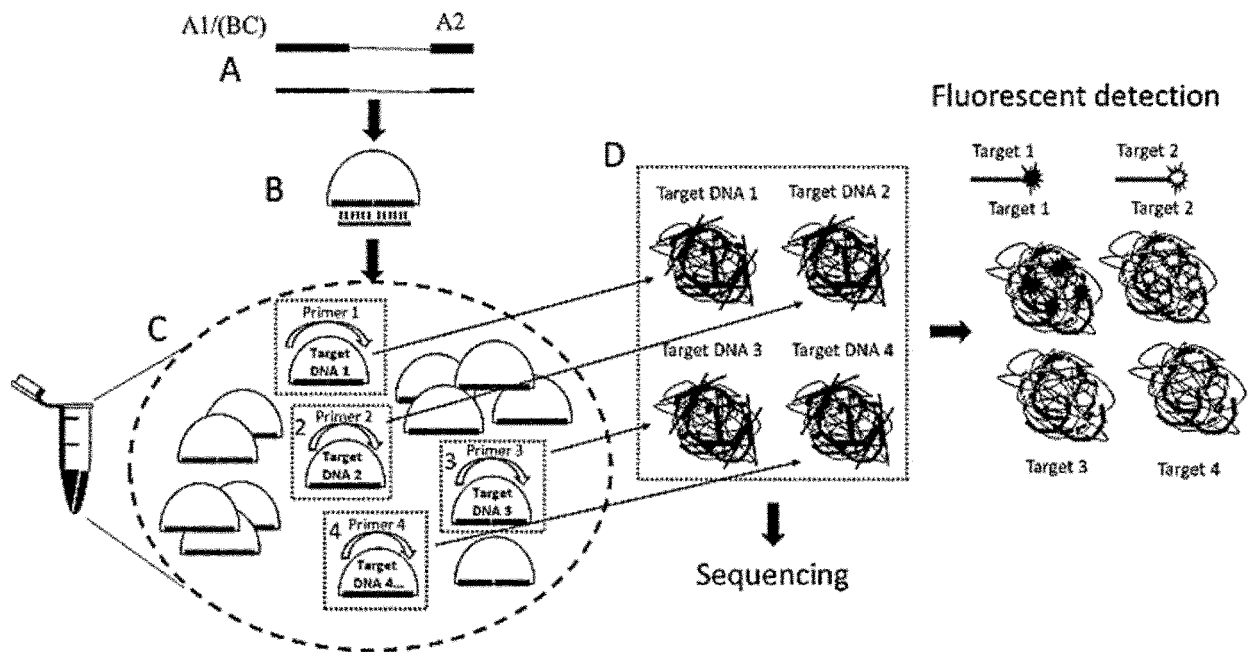 A1/(BC)
A2
A
B
C
Primer 1
Target
DNA 1
2
Primer 2
Target
DNA 2
3
Primer 3
Target
DNA 3
4
Primer 4
Target
DNA 4...
D
Target DNA 1
Target DNA 2
Target DNA 3
Target DNA 4
Sequencing
Fluorescent detection
Target 1
Target 2
Target 1
Target 2
Target 3
Target 4